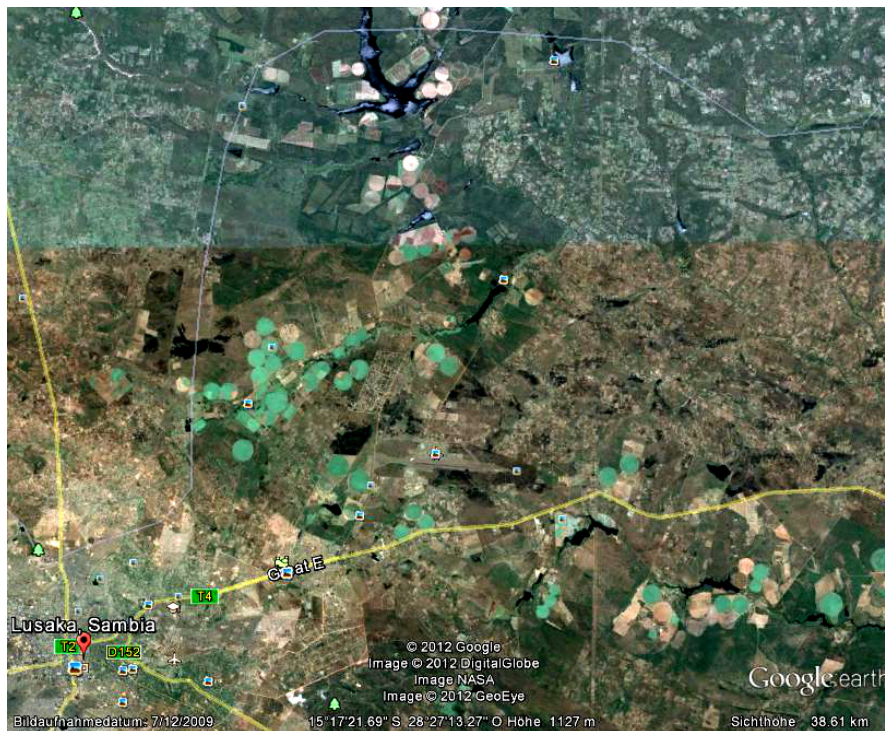 Great E
T4
Lusaka, Sambia
T2
D152
© 2012 Google
Image © 2012 DigitalGlobe
Image NASA
Image © 2012 GeoEye
Google earth
Bildaufnahmedatum: 7/12/2009
15°17'21.69" S 28°27'13.27" O Höhe 1127 m
Sichthöhe 38.61 km